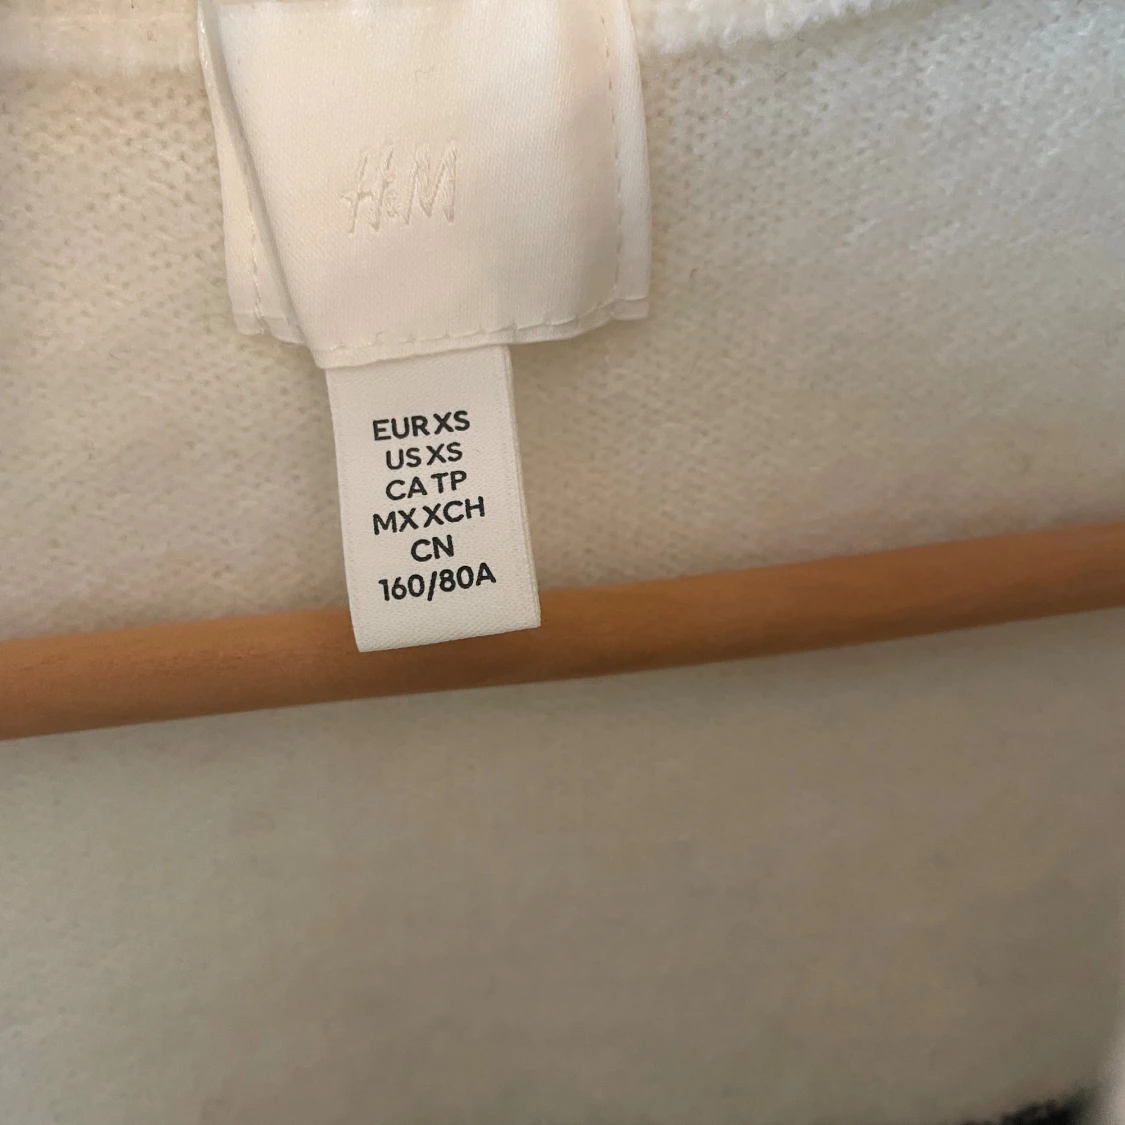 H&M
EUR XS
US XS
CA TP
MX XCH
CN
160/80A